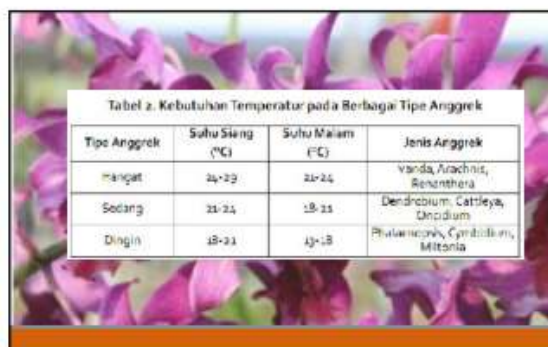 Tabel 2. Kebutuhan Temperatur pada Berbagai Tipe Anggrek
Tipe Anggrek Suhu Siang (°C) Suhu Malam (°C) Jenis Anggrek
Hangat 24-29 21-24 Vanda, Arachnis, Renanthera
Sedang 21-24 18-21 Dendrobium, Cattleya, Oncidium
Dingin 18-21 13-18 Phalaenopsis, Cymbidium, Miltonia